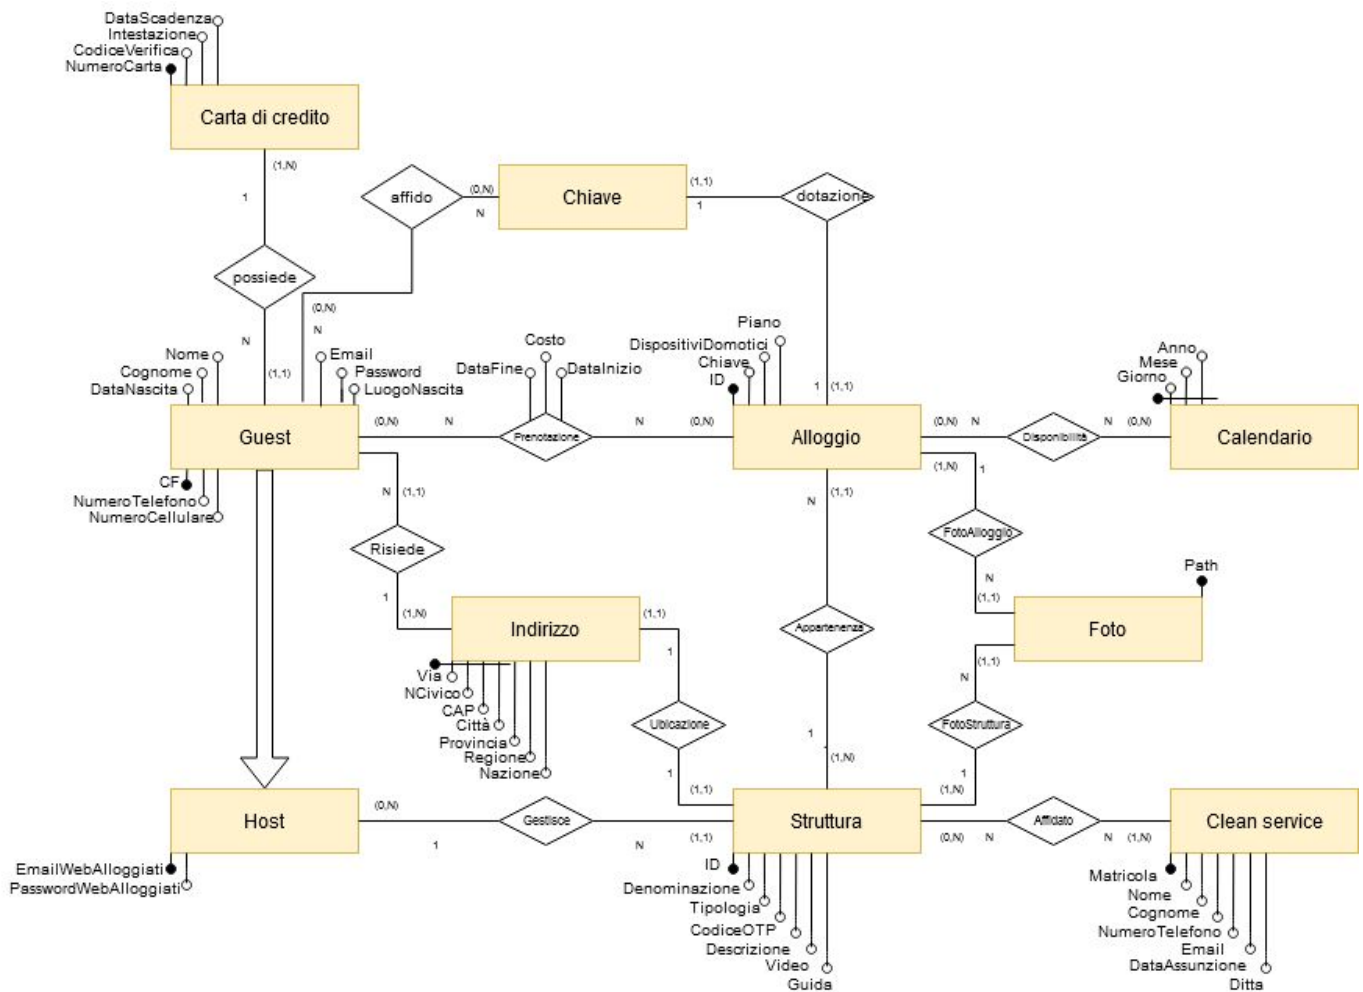 DataScadenza
Intestazione
CodiceVerifica
NumeroCarta
Carta di credito
(1,N)
1
possiede
N
(1,1)
affido
(0,N)
N
Chiave
(1,1)
1
dotazione
(0,N)
N
Nome
Cognome
DataNascita
Email
Password
LuogoNascita
Guest
CF
NumeroTelefono
NumeroCellulare
(0,N)
N
DataFine
Costo
DataInizio
Prenotazione
N
(0,N)
Piano
DispositiviDomotici
Chiave
ID
1
(1,1)
Alloggio
(0,N)
N
Disponibilità
N
(0,N)
Anno
Mese
Giorno
Calendario
N
(1,1)
Risiede
1
(1,N)
Indirizzo
Via
NCivico
CAP
Città
Provincia
Regione
Nazione
(1,1)
1
Ubicazione
1
(1,1)
N
(1,1)
Appartenenza
1
1
(1,N)
(1,N)
1
FotoAlloggio
N
(1,1)
Path
Foto
(1,1)
N
FotoStruttura
1
(1,N)
Host
EmailWebAlloggiati
PasswordWebAlloggiati
(0,N)
1
Gestisce
N
(1,1)
Struttura
ID
Denominazione
Tipologia
CodiceOTP
Descrizione
Video
Guida
(0,N)
N
Affidato
N
(1,N)
Clean service
Matricola
Nome
Cognome
NumeroTelefono
Email
DataAssunzione
Ditta